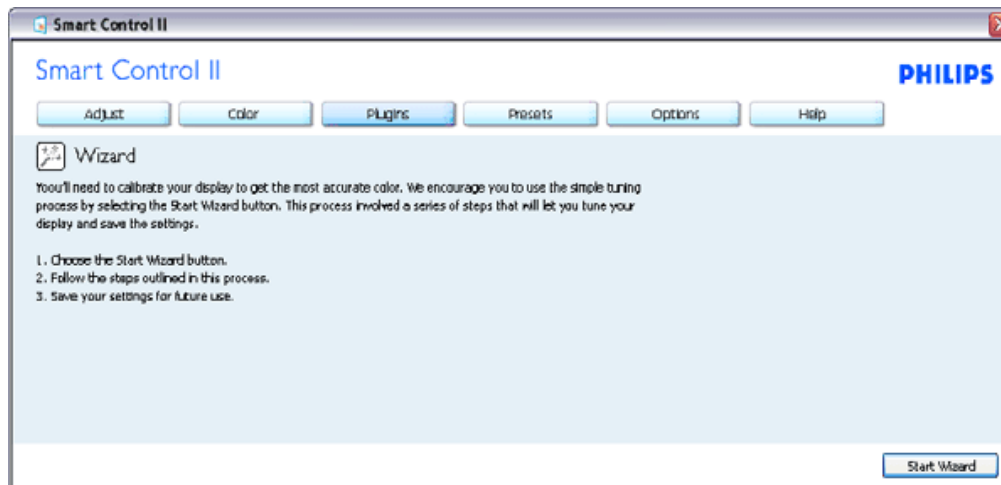 Smart Control II
Smart Control II
PHILIPS
Adjust Color Plugins Presets Options Help
Wizard
Yoou'll need to calibrate your display to get the most accurate color. We encourage you to use the simple tuning
process by selecting the Start Wizard button. This process involved a series of steps that will let you tune your
display and save the settings.
1. Choose the Start Wizard button.
2. Follow the steps outlined in this process.
3. Save your settings for future use.
Start Wizard